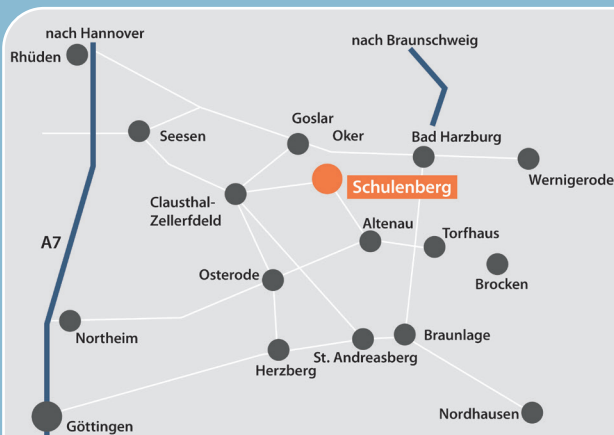 nach Hannover
nach Braunschweig
Rhüden
Goslar
Oker
Seesen
Bad Harzburg
Wernigerode
Schulenberg
Clausthal-
Zellerfdeld
Altenau
Torfhaus
A7
Osterode
Brocken
Northeim
Braunlage
St. Andreasberg
Herzberg
Nordhausen
Göttingen